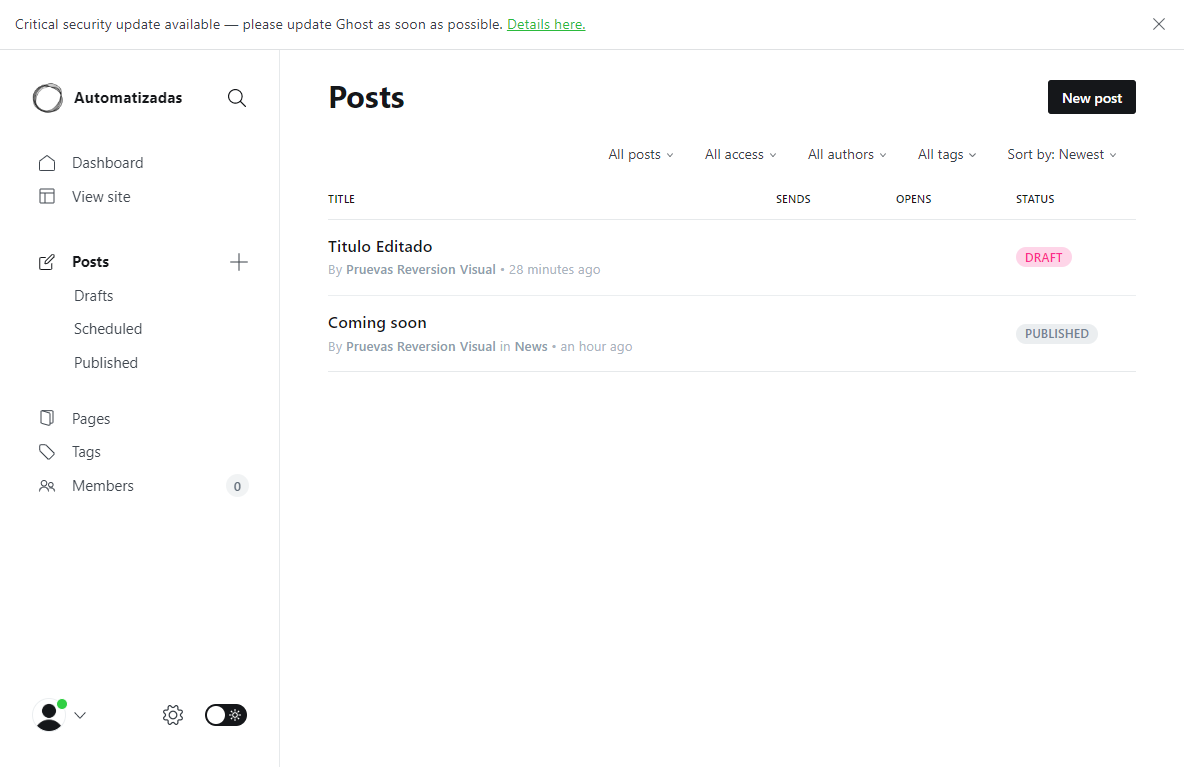 Critical security update available — please update Ghost as soon as possible. Details here.
Automatizadas
Dashboard
View site
Posts
Drafts
Scheduled
Published
Pages
Tags
Members 0
Posts
New post
All posts All access All authors All tags Sort by: Newest
TITLE SENDS OPENS STATUS
Titulo Editado
By Pruevas Reversion Visual • 28 minutes ago
DRAFT
Coming soon
By Pruevas Reversion Visual in News • an hour ago
PUBLISHED